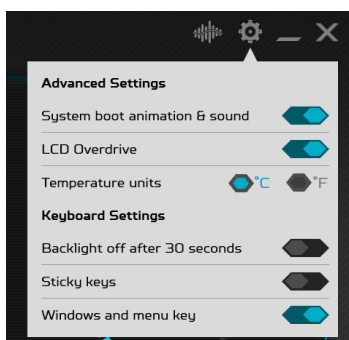 Advanced Settings
System boot animation & sound
LCD Overdrive
Temperature units °C °F
Keyboard Settings
Backlight off after 30 seconds
Sticky keys
Windows and menu key